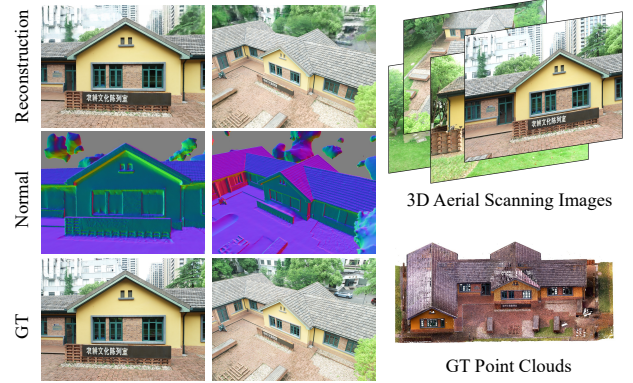 Reconstruction
农耕文化陈列室
Normal
GT
农耕文化陈列室
农耕文化陈列室
3D Aerial Scanning Images
GT Point Clouds